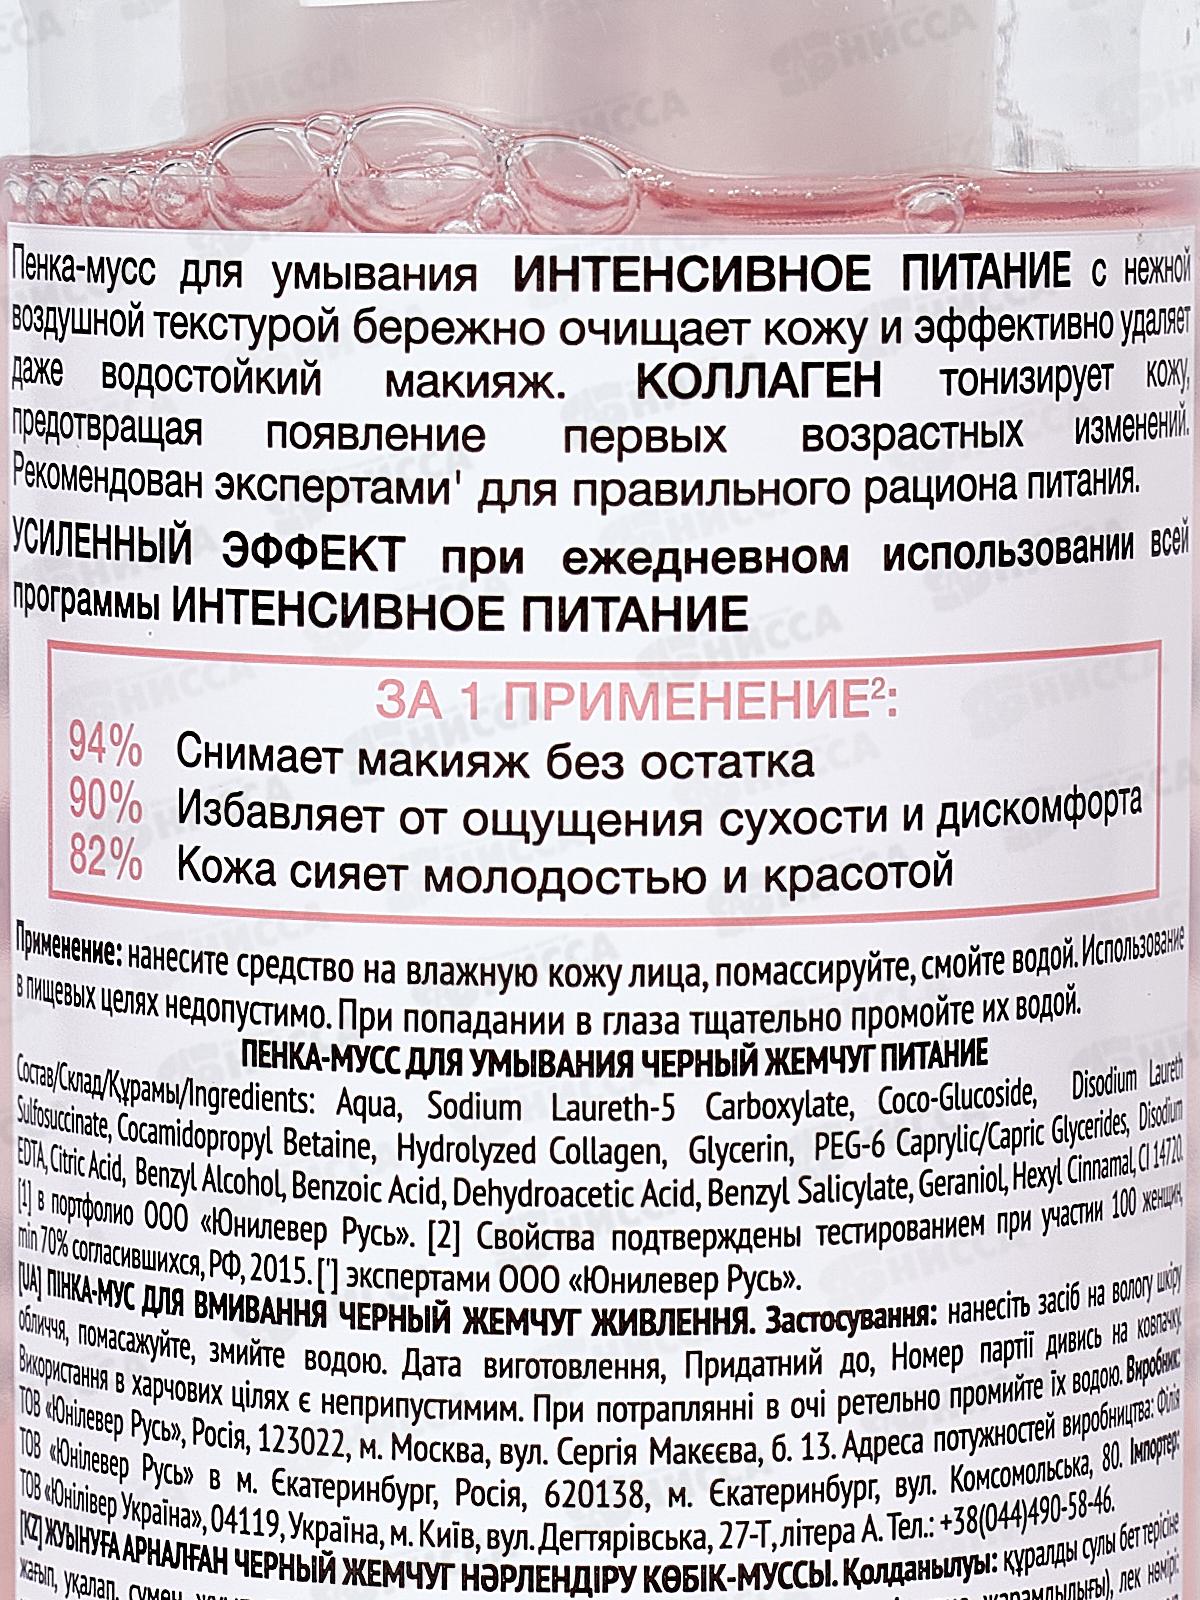 Пенка-мусс для умывания ИНТЕНСИВНОЕ ПИТАНИЕ с нежной
воздушной текстурой бережно очищает кожу и эффективно удаляет
даже водостойкий макияж. КОЛЛАГЕН тонизирует кожу,
предотвращая появление первых возрастных изменений.
Рекомендован экспертами' для правильного рациона питания.
УСИЛЕННЫЙ ЭФФЕКТ при ежедневном использовании всей
программы ИНТЕНСИВНОЕ ПИТАНИЕ
ЗА 1 ПРИМЕНЕНИЕ²:
94% Снимает макияж без остатка
90% Избавляет от ощущения сухости и дискомфорта
82% Кожа сияет молодостью и красотой
Применение: нанесите средство на влажную кожу лица, помассируйте, смойте водой. Использование
в пищевых целях недопустимо. При попадании в глаза тщательно промойте их водой.
ПЕНКА-МУСС ДЛЯ УМЫВАНИЯ ЧЕРНЫЙ ЖЕМЧУГ ПИТАНИЕ
Состав/Склад/Құрамы/Ingredients: Aqua, Sodium Laureth-5 Carboxylate, Coco-Glucoside, Disodium Laureth
Sulfosuccinate, Cocamidopropyl Betaine, Hydrolyzed Collagen, Glycerin, PEG-6 Caprylic/Capric Glycerides, Disodium
EDTA, Citric Acid, Benzyl Alcohol, Benzoic Acid, Dehydroacetic Acid, Benzyl Salicylate, Geraniol, Hexyl Cinnamal, CI 14720.
[1] в портфолио ООО «Юнилевер Русь». [2] Свойства подтверждены тестированием при участии 100 женщин,
min 70% согласившихся, РФ, 2015. ['] экспертами ООО «Юнилевер Русь».
[UA] ПІНКА-МУС ДЛЯ ВМИВАННЯ ЧЕРНЫЙ ЖЕМЧУГ ЖИВЛЕННЯ. Застосування: нанесіть засіб на вологу шкіру
обличчя, помасажуйте, змийте водою. Дата виготовлення, Придатний до, Номер партії дивись на ковпачку.
Використання в харчових цілях є неприпустимим. При потраплянні в очі ретельно промийте їх водою. Виробник:
ТОВ «Юнілевер Русь», Росія, 123022, м. Москва, вул. Сергія Макєєва, б. 13. Адреса потужностей виробництва: Філія
ТОВ «Юнілевер Русь» в м. Єкатеринбург, Росія, 620138, м. Єкатеринбург, вул. Комсомольська, 80. Імпортер:
ТОВ «Юнілівер Україна», 04119, Україна, м. Київ, вул. Дегтярівська, 27-Т, літера А. Тел.: +38(044)490-58-46.
[KZ] ЖУЫНУҒА АРНАЛҒАН ЧЕРНЫЙ ЖЕМЧУГ НӘРЛЕНДІРУ КӨБІК-МУССЫ. Қолданылуы: құралды сулы бет терісіне
жағып, уқалап, сумен
НИССА